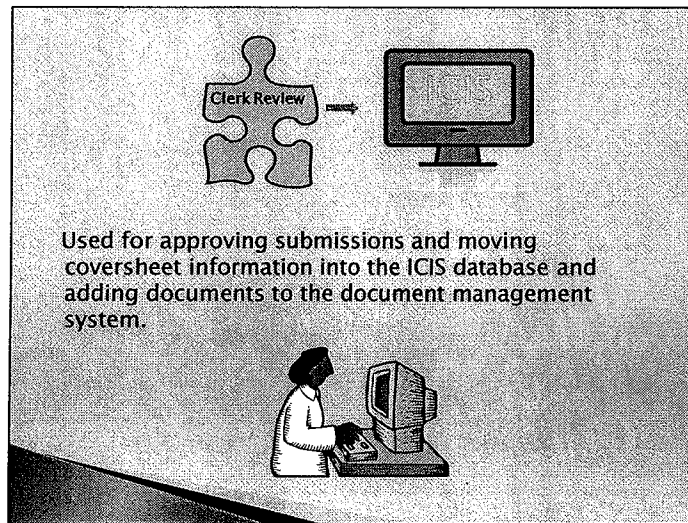 Clerk Review
ICIS
Used for approving submissions and moving
coversheet information into the ICIS database and
adding documents to the document management
system.